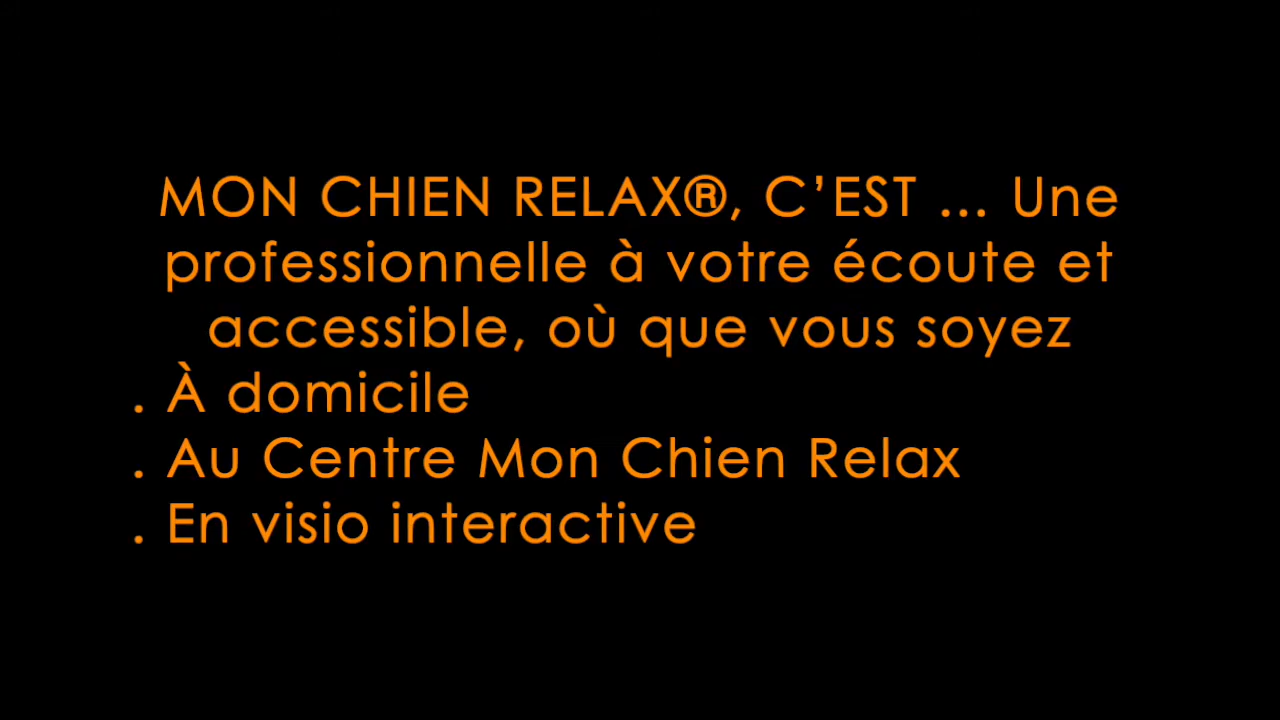 MON CHIEN RELAX®, C’EST ... Une
professionnelle à votre écoute et
accessible, où que vous soyez
. À domicile
. Au Centre Mon Chien Relax
. En visio interactive